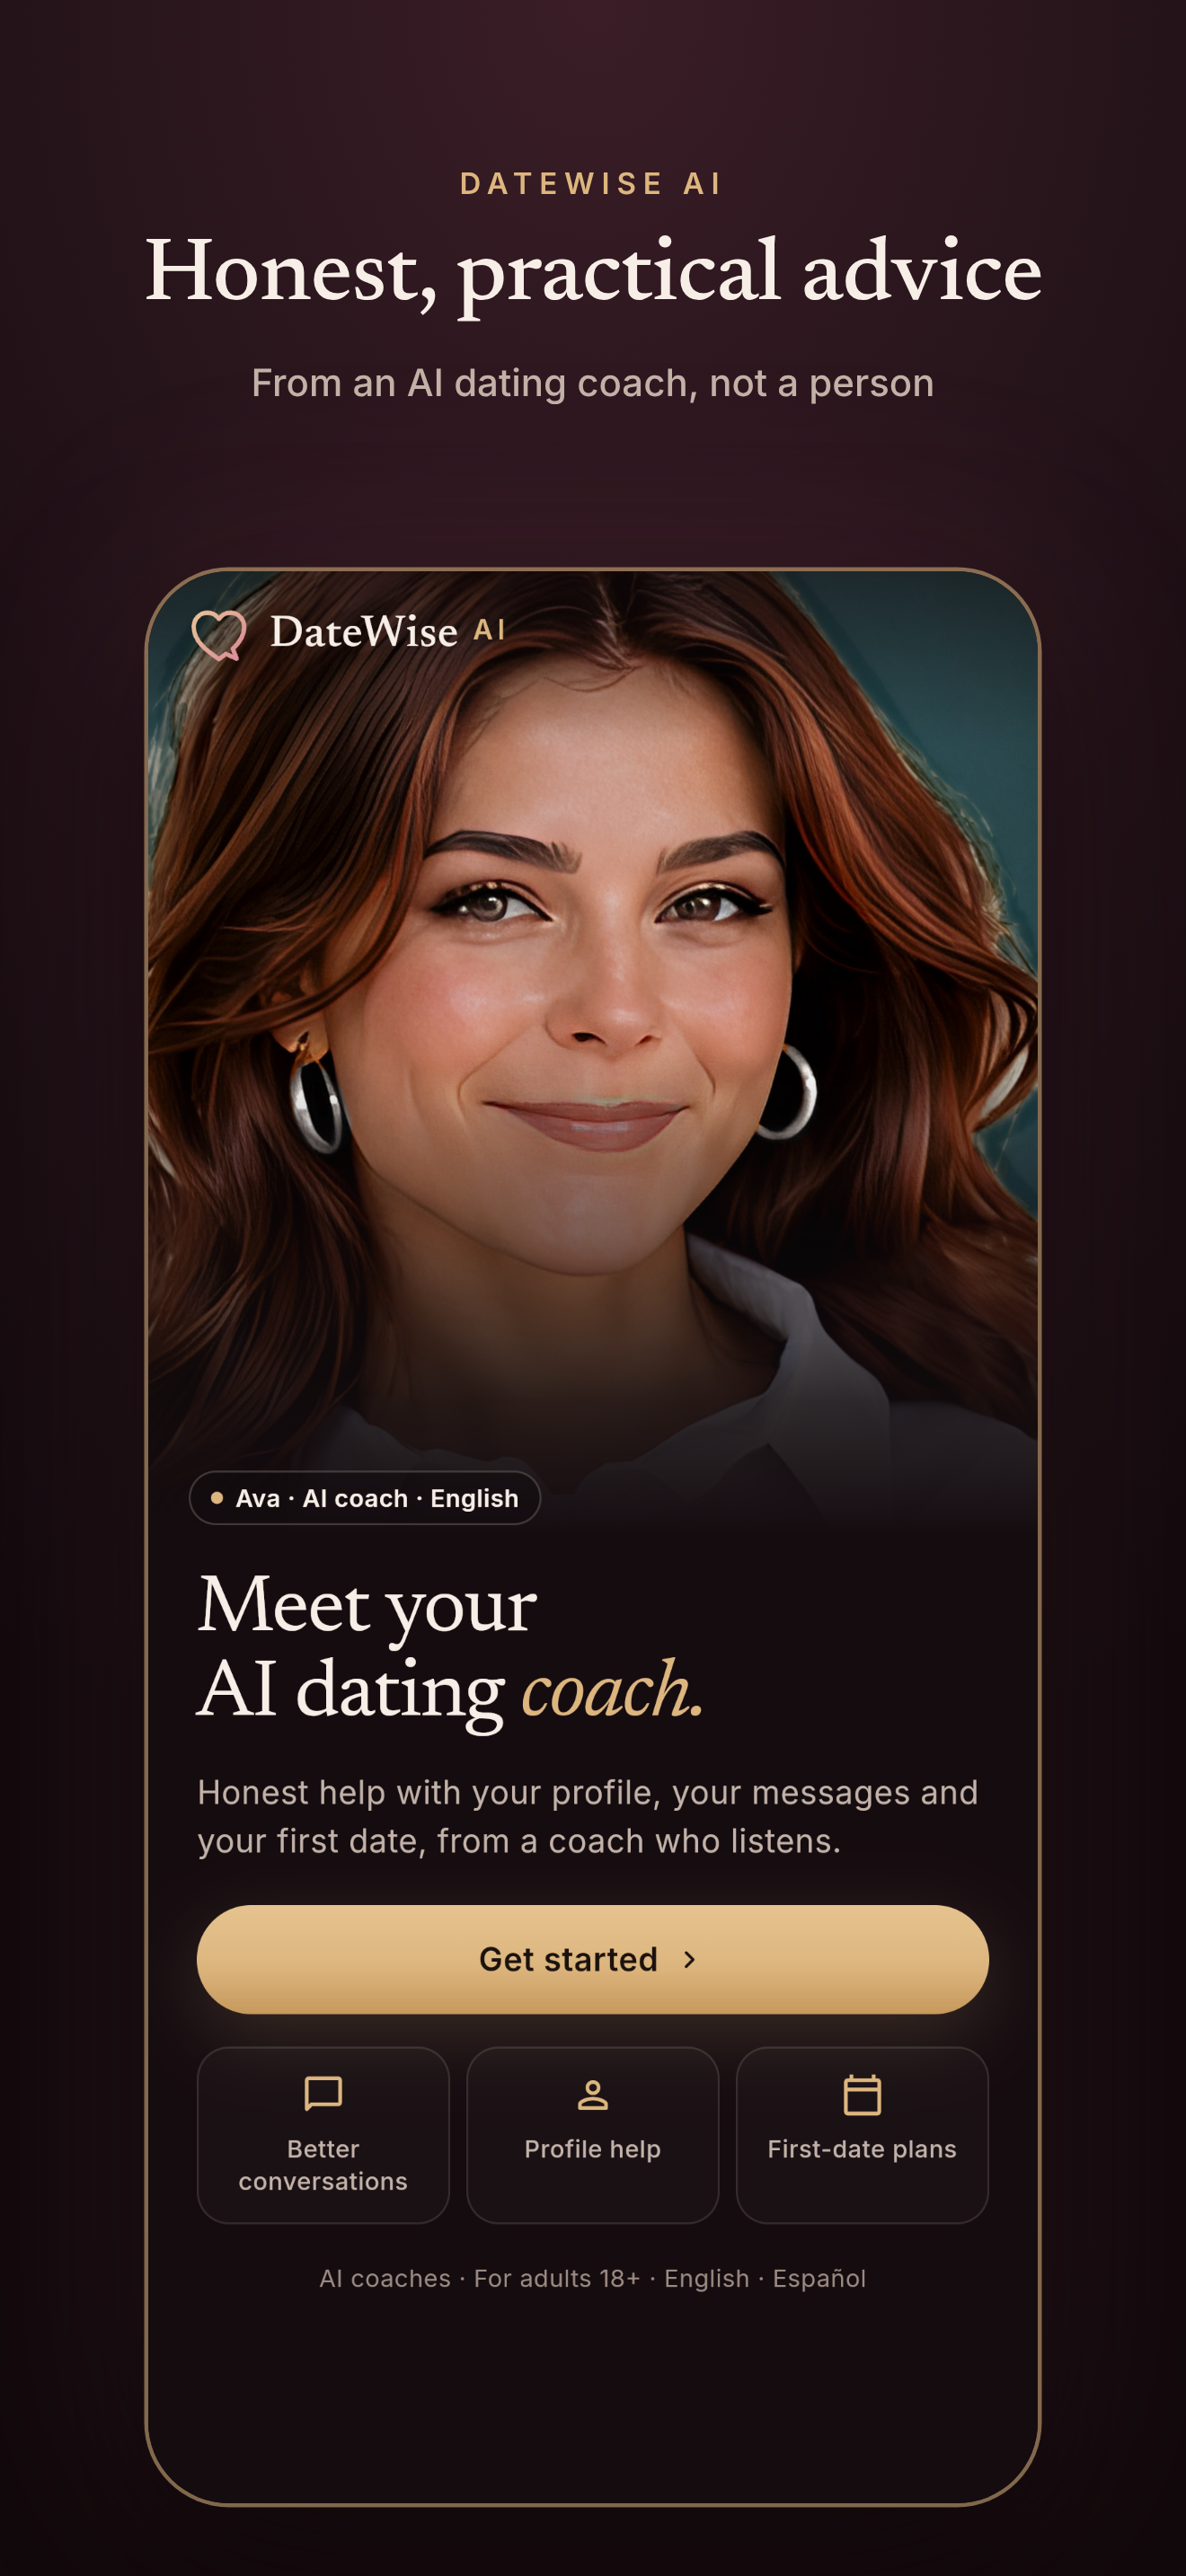 DATEWISE AI
Honest, practical advice
From an AI dating coach, not a person
DateWise AI
Ava · AI coach · English
Meet your
AI dating coach.
Honest help with your profile, your messages and
your first date, from a coach who listens.
Get started
Better
conversations
Profile help
First-date plans
AI coaches · For adults 18+ · English · Español